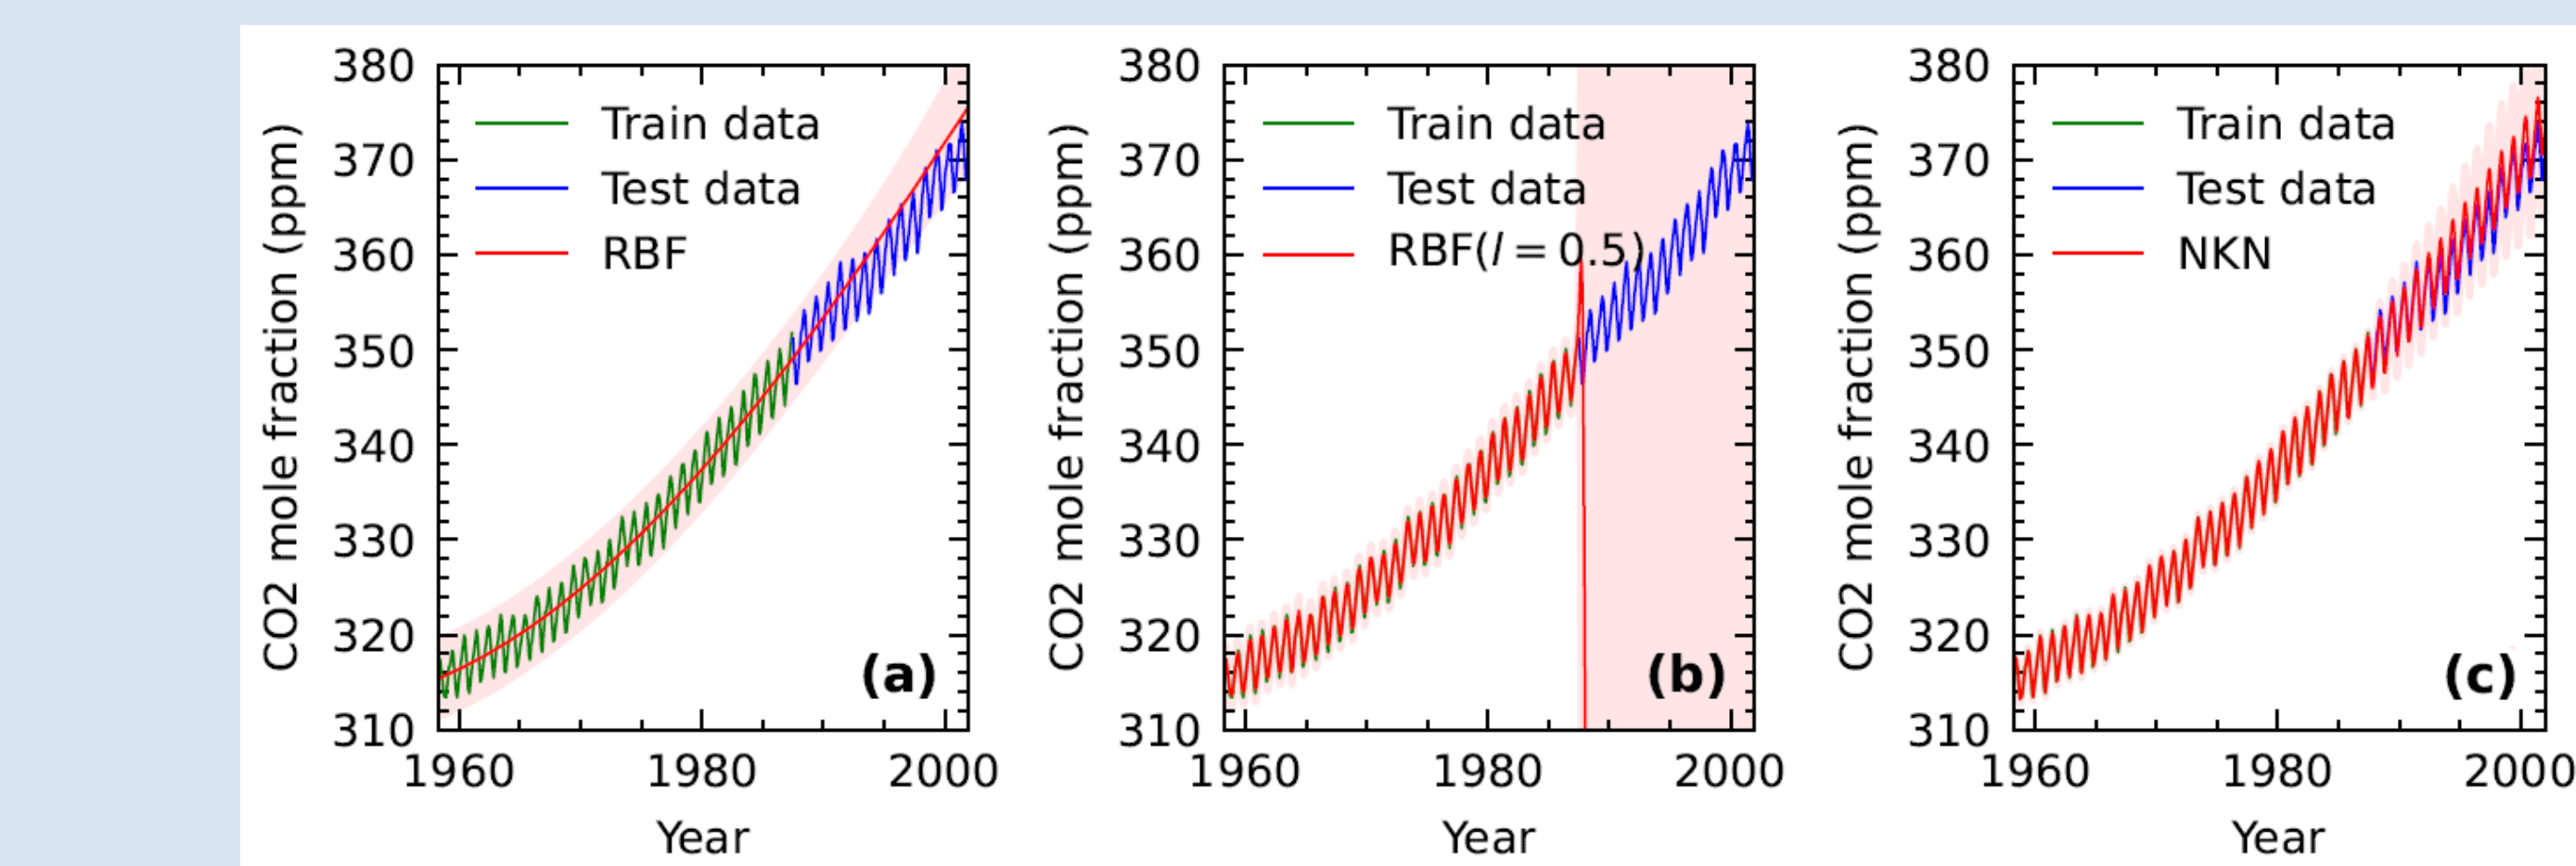 CO2 mole fraction (ppm)
380
370
360
350
340
330
320
310
Train data
Test data
RBF
(a)
1960 1980 2000
Year
CO2 mole fraction (ppm)
380
370
360
350
340
330
320
310
Train data
Test data
RBF(l = 0.5)
(b)
1960 1980 2000
Year
CO2 mole fraction (ppm)
380
370
360
350
340
330
320
310
Train data
Test data
NKN
(c)
1960 1980 2000
Year